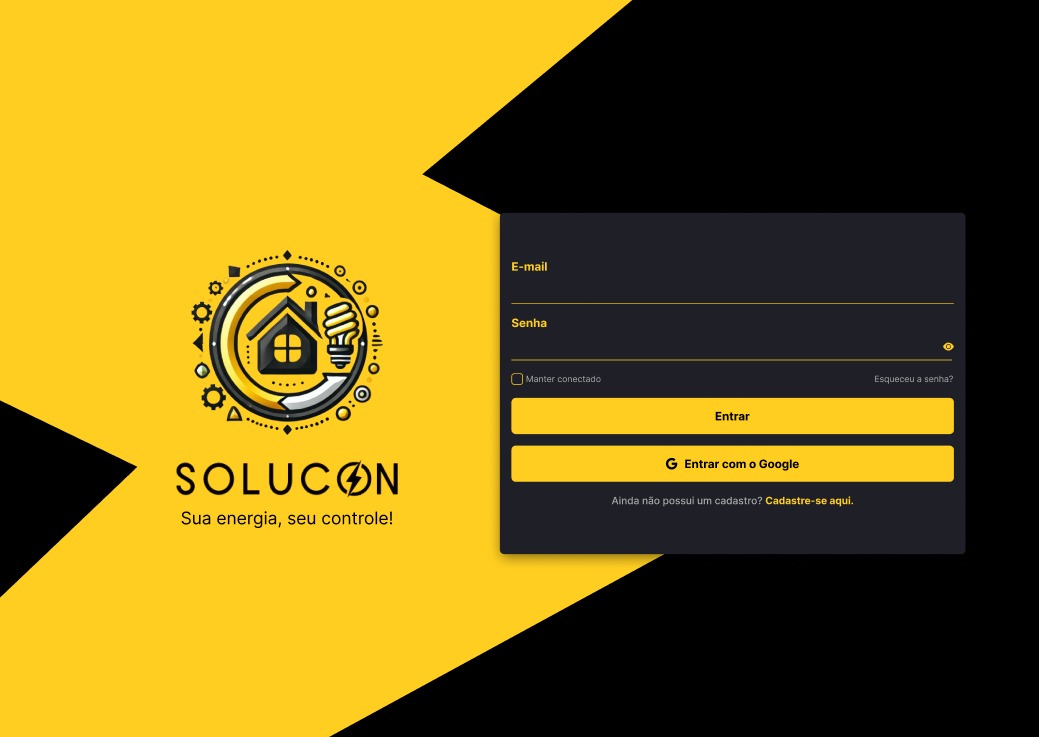 SOLUCON
Sua energia, seu controle!
E-mail
Senha
Manter conectado
Esqueceu a senha?
Entrar
Entrar com o Google
Ainda não possui um cadastro? Cadastre-se aqui.